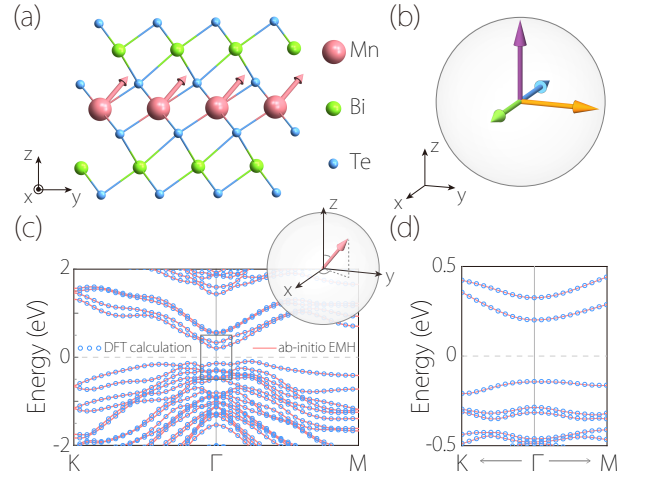 (a)
Mn
Bi
Te
z
x
y
(b)
z
x
y
(c)
z
y
x
2
0
-2
Energy (eV)
DFT calculation
ab-initio EMH
K
Γ
M
(d)
0.5
0
-0.5
Energy (eV)
K
Γ
M